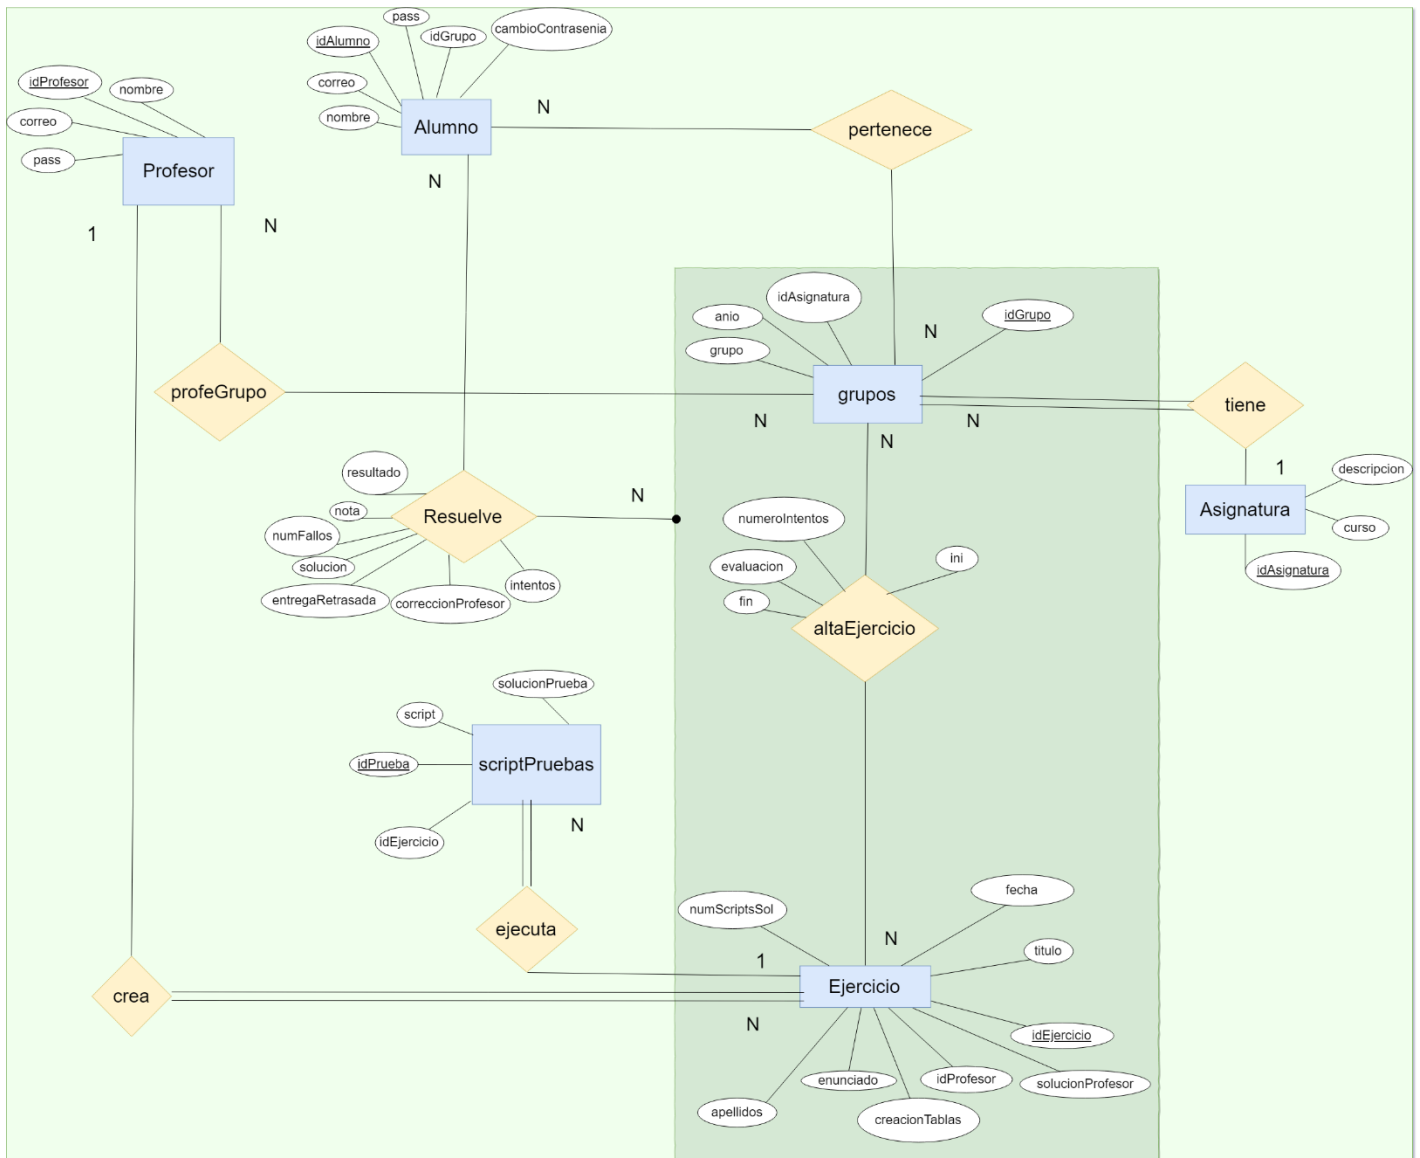 pass
cambioContrasenia
idAlumno
idGrupo
correo
nombre
Alumno
N
N
pertenece
idProfesor
nombre
correo
pass
Profesor
1
N
idAsignatura
anio
idGrupo
grupo
N
grupos
N
N
N
profeGrupo
tiene
1
descripcion
Asignatura
curso
idAsignatura
resultado
nota
Resuelve
N
numFallos
solucion
entregaRetrasada
correccionProfesor
intentos
numeroIntentos
ini
evaluacion
fin
altaEjercicio
solucionPrueba
script
idPrueba
scriptPruebas
idEjercicio
N
ejecuta
1
crea
N
numScriptsSol
fecha
N
titulo
Ejercicio
idEjercicio
enunciado
idProfesor
solucionProfesor
apellidos
creacionTablas